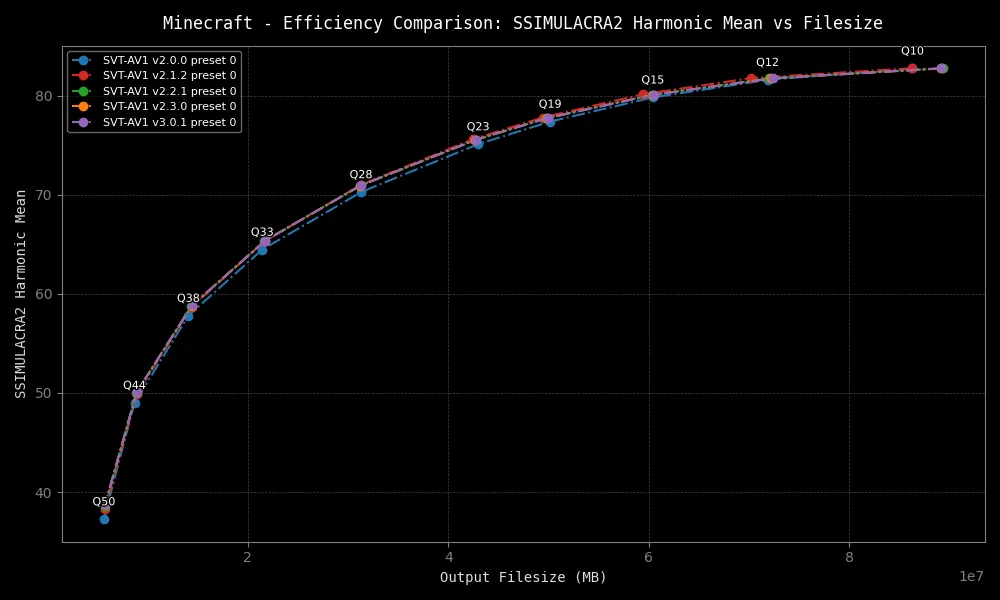 Minecraft - Efficiency Comparison: SSIMULACRA2 Harmonic Mean vs Filesize
SVT-AV1 v2.0.0 preset 0
SVT-AV1 v2.1.2 preset 0
SVT-AV1 v2.2.1 preset 0
SVT-AV1 v2.3.0 preset 0
SVT-AV1 v3.0.1 preset 0
Q10
Q12
Q15
Q19
Q23
Q28
Q33
Q38
Q44
Q50
80
70
60
50
40
SSIMULACRA2 Harmonic Mean
2
4
6
8
1e7
Output Filesize (MB)